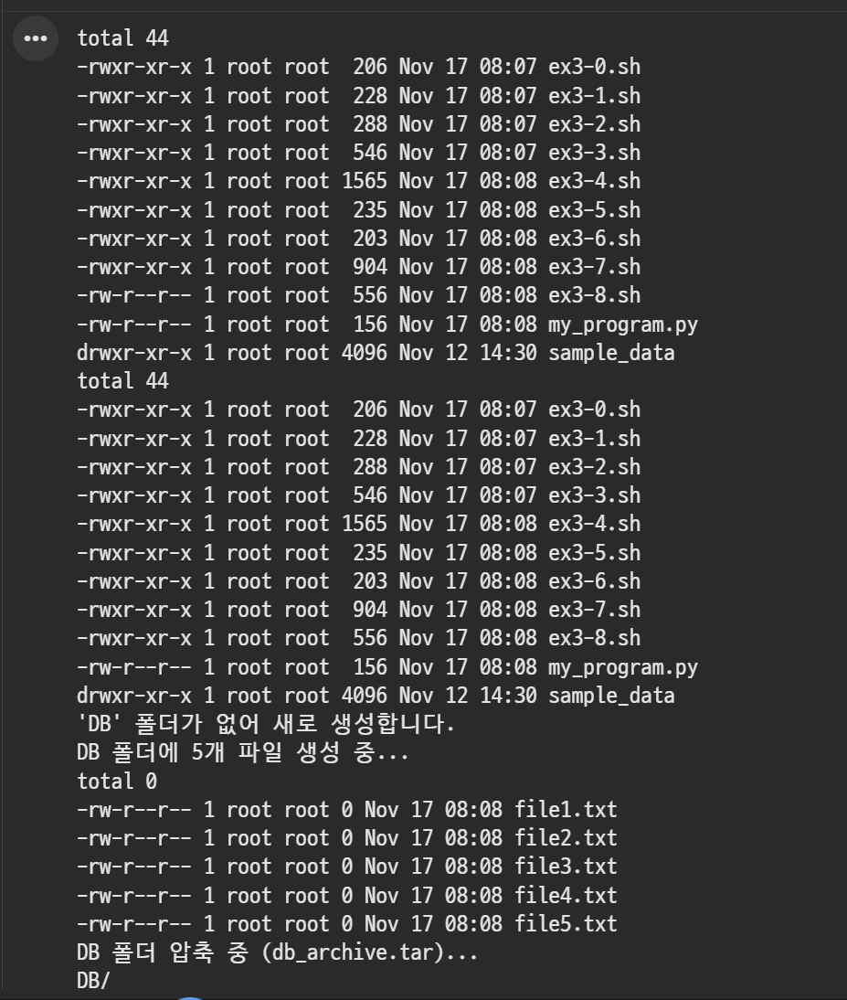 total 44
-rwxr-xr-x 1 root root  206 Nov 17 08:07 ex3-0.sh
-rwxr-xr-x 1 root root  228 Nov 17 08:07 ex3-1.sh
-rwxr-xr-x 1 root root  288 Nov 17 08:07 ex3-2.sh
-rwxr-xr-x 1 root root  546 Nov 17 08:07 ex3-3.sh
-rwxr-xr-x 1 root root 1565 Nov 17 08:08 ex3-4.sh
-rwxr-xr-x 1 root root  235 Nov 17 08:08 ex3-5.sh
-rwxr-xr-x 1 root root  203 Nov 17 08:08 ex3-6.sh
-rwxr-xr-x 1 root root  904 Nov 17 08:08 ex3-7.sh
-rw-r--r-- 1 root root  556 Nov 17 08:08 ex3-8.sh
-rw-r--r-- 1 root root  156 Nov 17 08:08 my_program.py
drwxr-xr-x 1 root root 4096 Nov 12 14:30 sample_data
total 44
-rwxr-xr-x 1 root root  206 Nov 17 08:07 ex3-0.sh
-rwxr-xr-x 1 root root  228 Nov 17 08:07 ex3-1.sh
-rwxr-xr-x 1 root root  288 Nov 17 08:07 ex3-2.sh
-rwxr-xr-x 1 root root  546 Nov 17 08:07 ex3-3.sh
-rwxr-xr-x 1 root root 1565 Nov 17 08:08 ex3-4.sh
-rwxr-xr-x 1 root root  235 Nov 17 08:08 ex3-5.sh
-rwxr-xr-x 1 root root  203 Nov 17 08:08 ex3-6.sh
-rwxr-xr-x 1 root root  904 Nov 17 08:08 ex3-7.sh
-rwxr-xr-x 1 root root  556 Nov 17 08:08 ex3-8.sh
-rw-r--r-- 1 root root  156 Nov 17 08:08 my_program.py
drwxr-xr-x 1 root root 4096 Nov 12 14:30 sample_data
'DB' 폴더가 없어 새로 생성합니다.
DB 폴더에 5개 파일 생성 중...
total 0
-rw-r--r-- 1 root root 0 Nov 17 08:08 file1.txt
-rw-r--r-- 1 root root 0 Nov 17 08:08 file2.txt
-rw-r--r-- 1 root root 0 Nov 17 08:08 file3.txt
-rw-r--r-- 1 root root 0 Nov 17 08:08 file4.txt
-rw-r--r-- 1 root root 0 Nov 17 08:08 file5.txt
DB 폴더 압축 중 (db_archive.tar)...
DB/